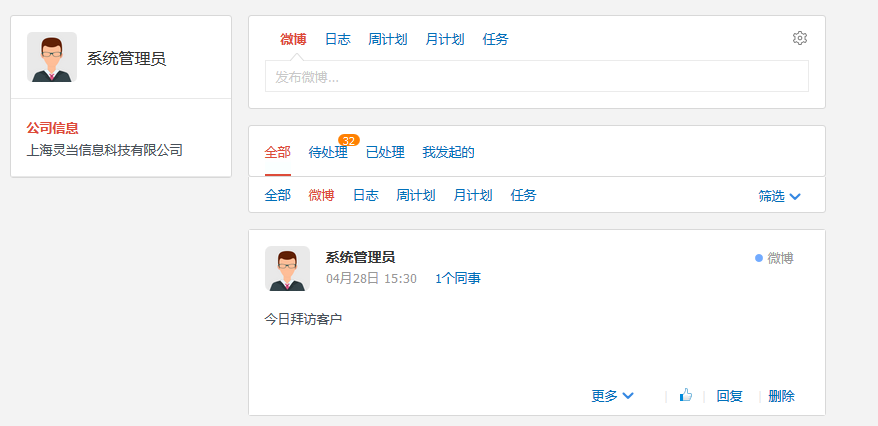 系统管理员
公司信息
上海灵当信息科技有限公司
微博 日志 周计划 月计划 任务
发布微博...
全部 待处理 32 已处理 我发起的
全部 微博 日志 周计划 月计划 任务 筛选
系统管理员 微博
04月28日 15:30 1个同事
今日拜访客户
更多 回复 删除